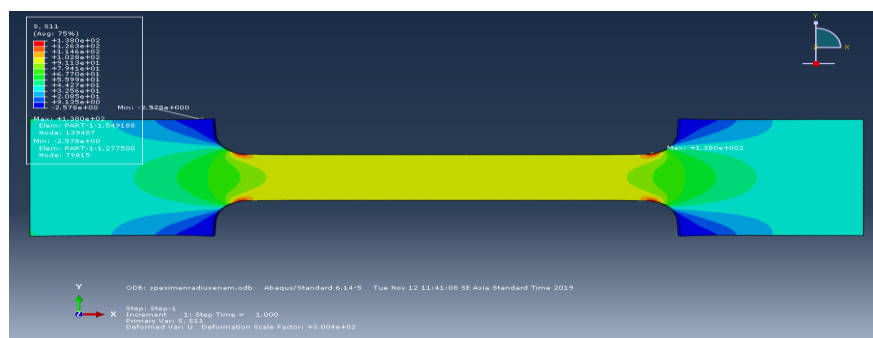 S, S11
(Avg: 75%)
+1.380e+02
+1.263e+02
+1.146e+02
+1.028e+02
+9.113e+01
+7.941e+01
+6.770e+01
+5.599e+01
+4.427e+01
+3.256e+01
+2.085e+01
+9.135e+00
-2.578e+00
Max: +1.380e+02
Elem: PART-1-1.549188
Node: 139407
Min: -2.578e+00
Elem: PART-1-1.277500
Node: 79815
Min: -2.578e+000
Max: +1.380e+002
Y
X
Y
X
Z
ODB: spesimanradiusenam.odb Abaqus/Standard 6.14-5 Tue Nov 12 11:41:08 SE Asia Standard Time 2019
Step: Step-1
Increment 1: Step Time = 1.000
Primary Var: S, S11
Deformed Var: U Deformation Scale Factor: +3.004e+02